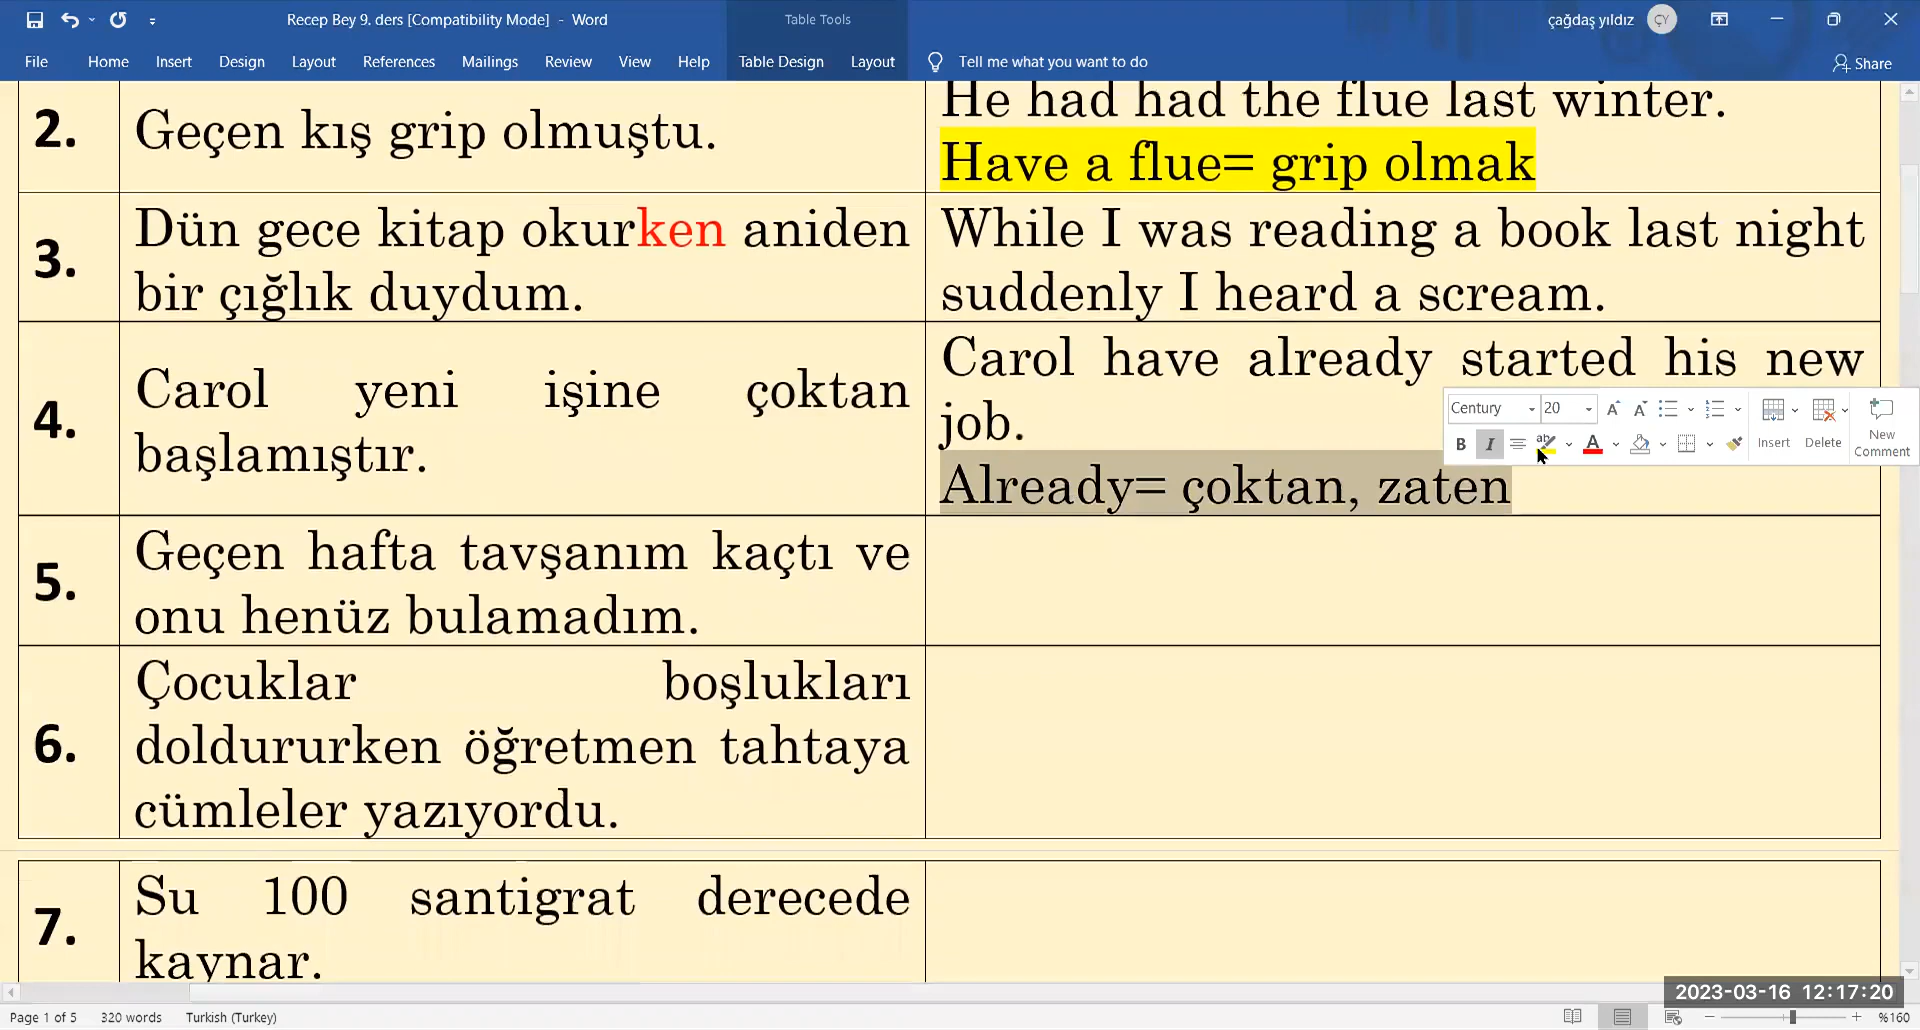 Recep Bey 9. ders [Compatibility Mode] - Word
Table Tools
çağdaş yıldız
ÇY
File Home Insert Design Layout References Mailings Review View Help Table Design Layout Tell me what you want to do
Share
2.
Geçen kış grip olmuştu.
He had had the flue last winter.
Have a flue= grip olmak
3.
Dün gece kitap okurken aniden
bir çığlık duydum.
While I was reading a book last night
suddenly I heard a scream.
4.
Carol yeni işine çoktan
başlamıştır.
Carol have already started his new
job.
Already= çoktan, zaten
Century 20
B I
Insert Delete
New
Comment
5.
Geçen hafta tavşanım kaçtı ve
onu henüz bulamadım.
6.
Çocuklar boşlukları
doldururken öğretmen tahtaya
cümleler yazıyordu.
7.
Su 100 santigrat derecede
kaynar.
2023-03-16 12:17:20
Page 1 of 5 320 words Turkish (Turkey)
%160